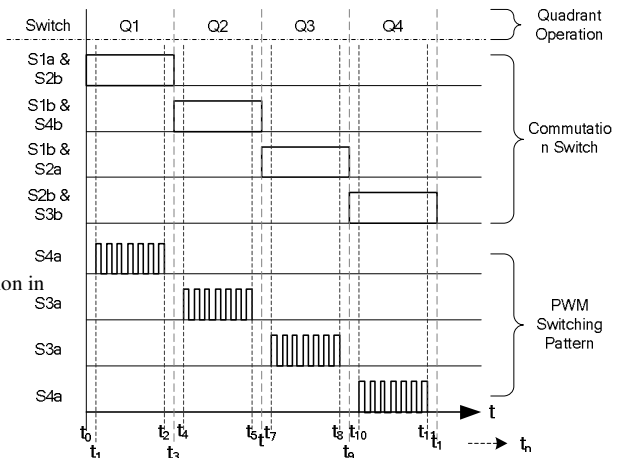 Switch Q1 Q2 Q3 Q4 Quadrant
Operation
S1a &
S2b
S1b &
S4b
S1b &
S2a
S2b &
S3b
Commutatio
n Switch
S4a
ion in
S3a
S3a
S4a
PWM
Switching
Pattern
t
t0 t2 t4 t5 t t7 t8 t10 t11
t1 t3 t9 t1
tn